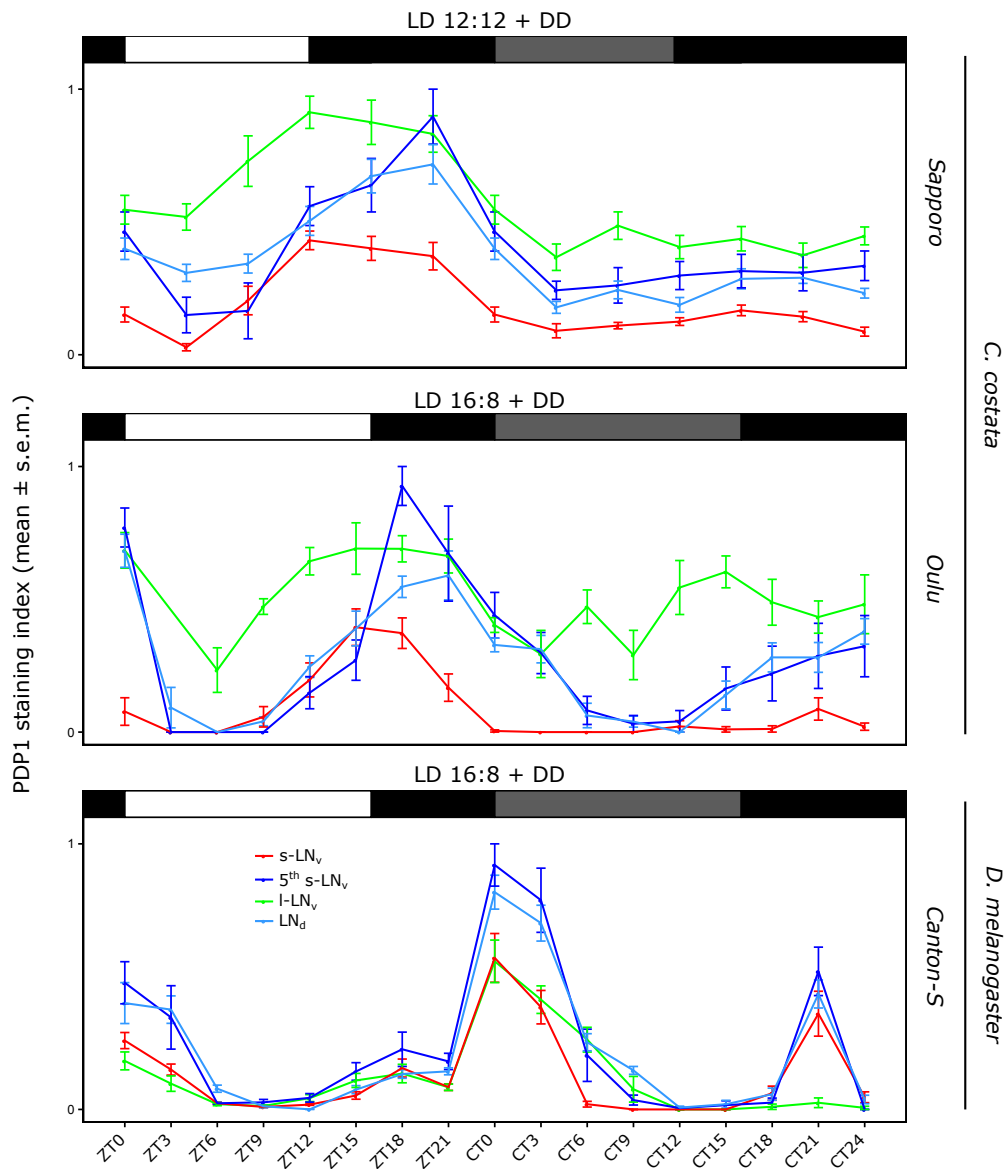 LD 12:12 + DD
1
0
Sapporo
LD 16:8 + DD
1
0
Oulu
C. costata
PDP1 staining index (mean ± s.e.m.)
LD 16:8 + DD
1
0
s-LNv
5th s-LNv
l-LNv
LNd
Canton-S
D. melanogaster
ZT0 ZT3 ZT6 ZT9 ZT12 ZT15 ZT18 ZT21 CT0 CT3 CT6 CT9 CT12 CT15 CT18 CT21 CT24